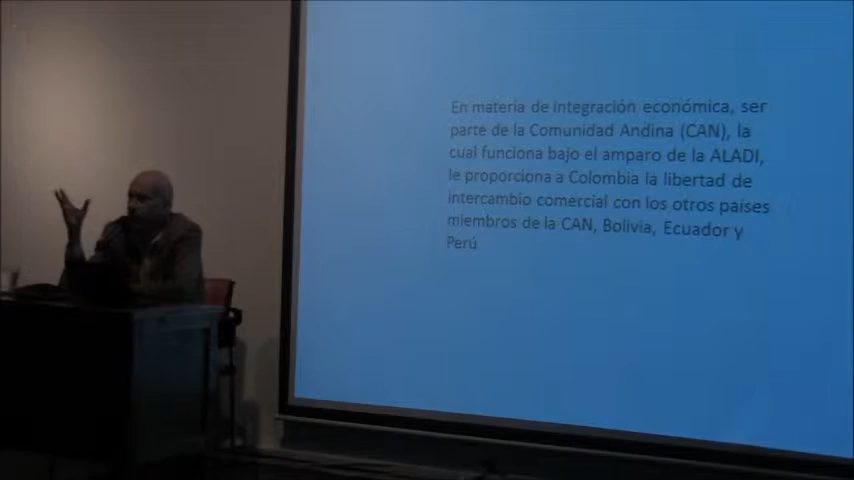 En materia de integración económica, ser
parte de la Comunidad Andina (CAN), la
cual funciona bajo el amparo de la ALADI,
le proporciona a Colombia la libertad de
intercambio comercial con los otros países
miembros de la CAN, Bolivia, Ecuador y
Perú